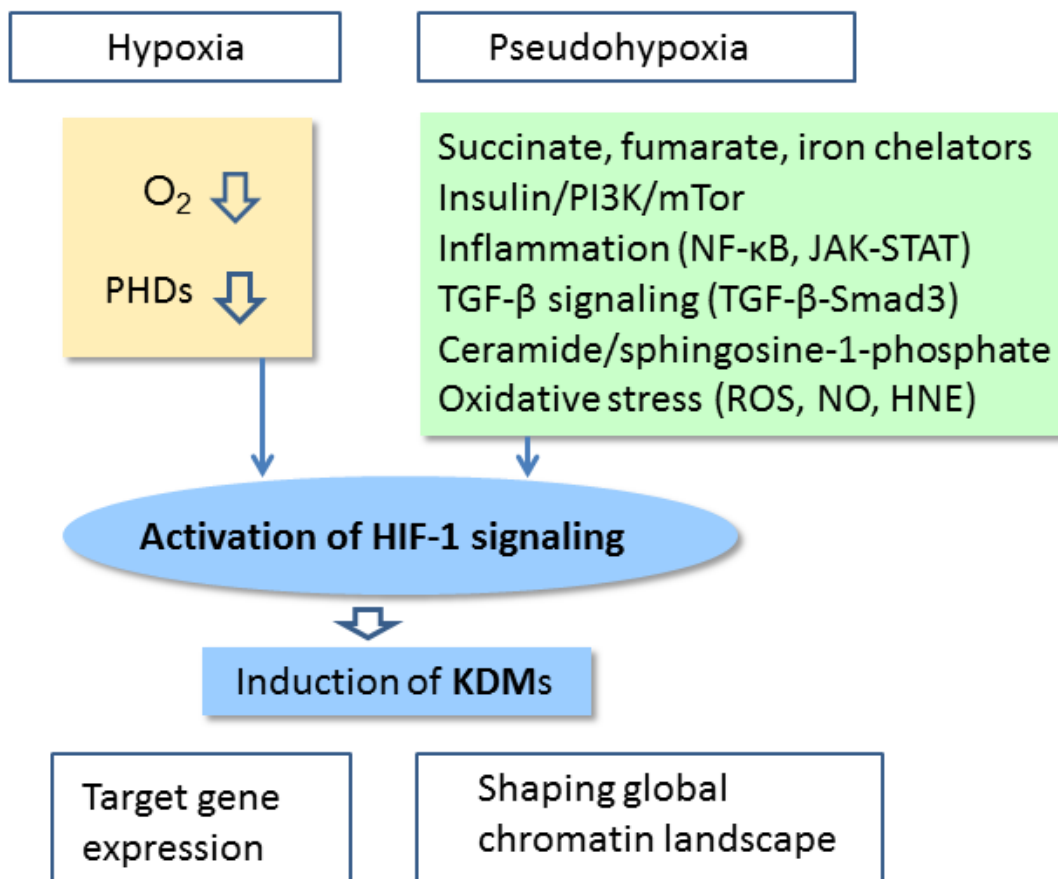 Hypoxia
Pseudohypoxia
O₂
PHDs
Succinate, fumarate, iron chelators
Insulin/PI3K/mTor
Inflammation (NF-κB, JAK-STAT)
TGF-β signaling (TGF-β-Smad3)
Ceramide/sphingosine-1-phosphate
Oxidative stress (ROS, NO, HNE)
Activation of HIF-1 signaling
Induction of KDMs
Target gene
expression
Shaping global
chromatin landscape